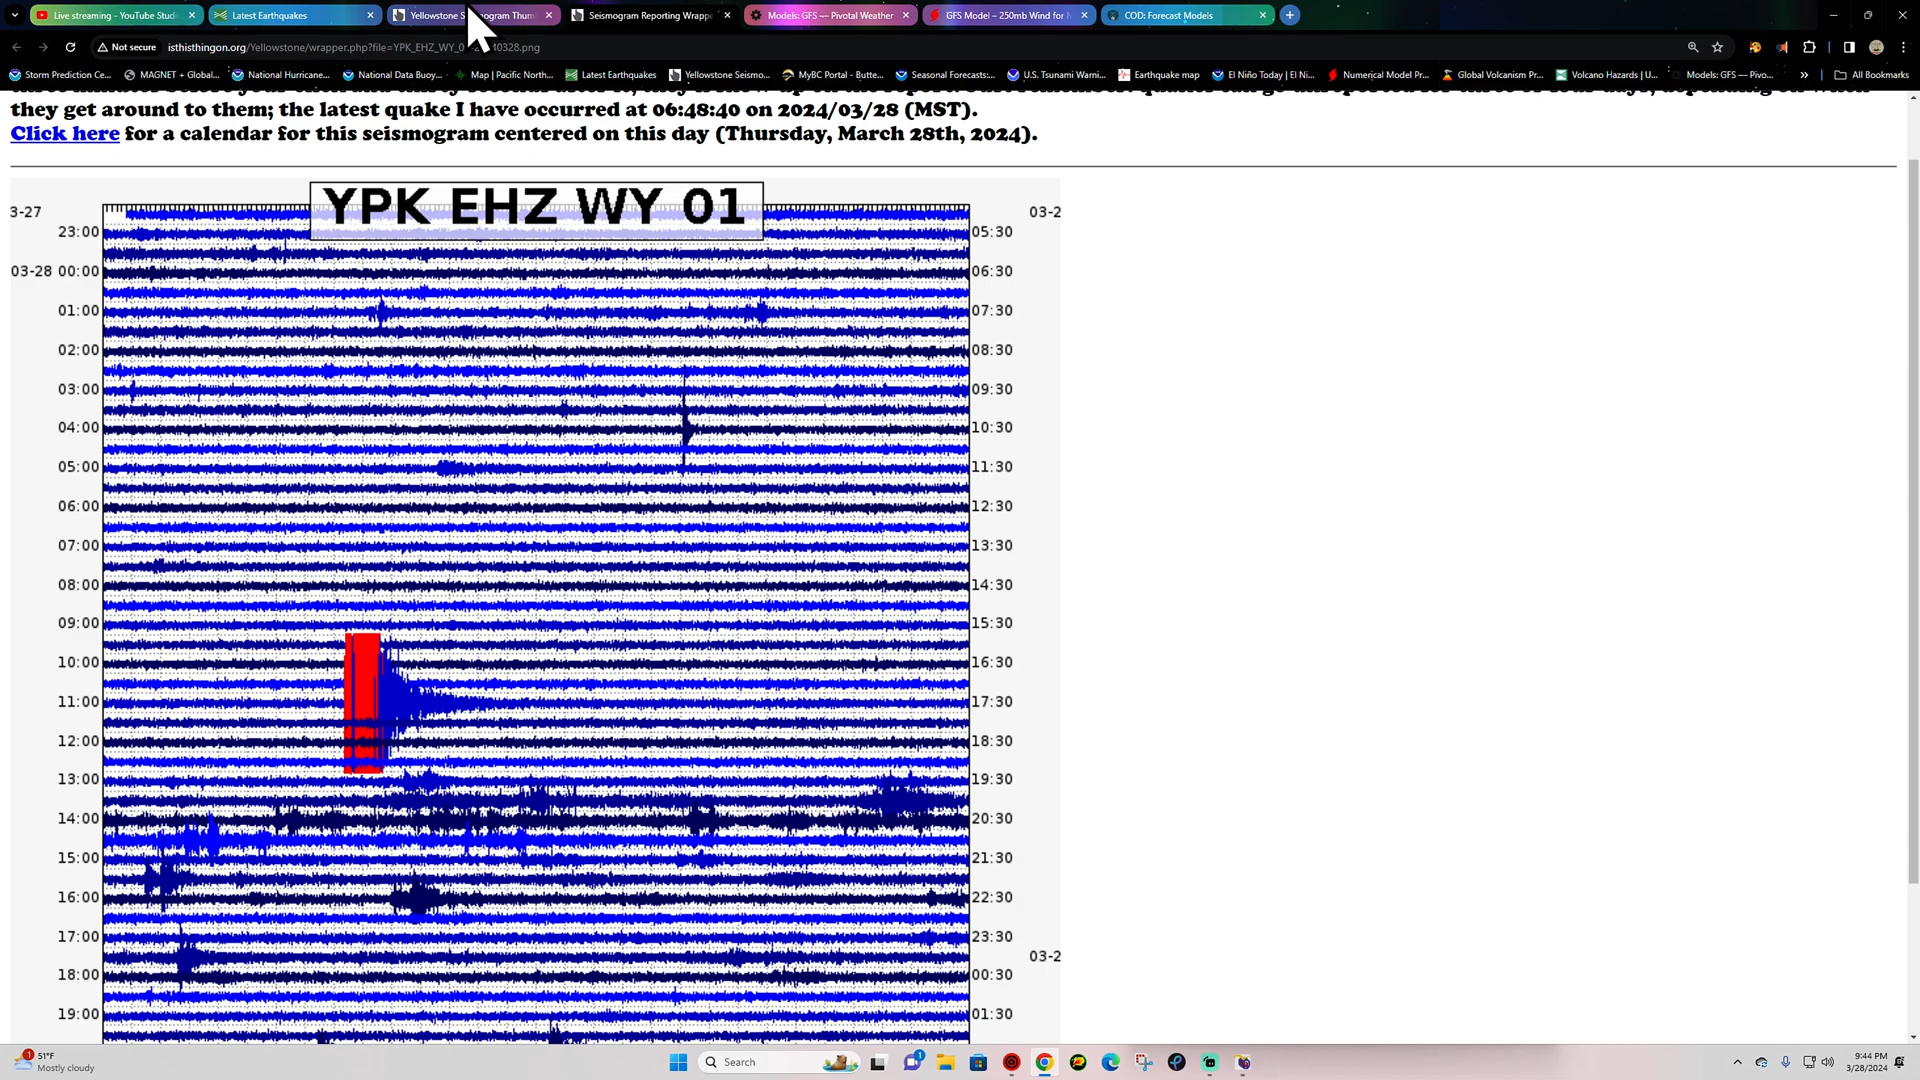 Live streaming - YouTube Stud
Latest Earthquakes
Yellowstone S
ogram Thum
Seismogram Reporting Wrappe
Models: GFS — Pivotal Weather
GFS Model – 250mb Wind for
COD: Forecast Models
Not secure
isthisthingon.org/Yellowstone/wrapper.php?file=YPK_EHZ_WY_0
40328.png
Storm Prediction Ce...
MAGNET + Global...
National Hurricane...
National Data Buoy...
Map | Pacific North...
Latest Earthquakes
Yellowstone Seismo...
MyBC Portal - Butte...
Seasonal Forecasts:...
U.S. Tsunami Warni...
Earthquake map
El Niño Today | El Ni...
Numerical Model Pr...
Global Volcanism Pr...
Volcano Hazards | U...
Models: GFS — Pivo...
All Bookmarks
they get around to them; the latest quake I have occurred at 06:48:40 on 2024/03/28 (MST).
Click here for a calendar for this seismogram centered on this day (Thursday, March 28th, 2024).
YPK EHZ WY 01
3-27
03-2
23:00
05:30
03-28 00:00
06:30
01:00
07:30
02:00
08:30
03:00
09:30
04:00
10:30
05:00
11:30
06:00
12:30
07:00
13:30
08:00
14:30
09:00
15:30
10:00
16:30
11:00
17:30
12:00
18:30
13:00
19:30
14:00
20:30
15:00
21:30
16:00
22:30
17:00
23:30
03-2
18:00
00:30
19:00
01:30
1
51°F
Mostly cloudy
Search
1
9:44 PM
3/28/2024